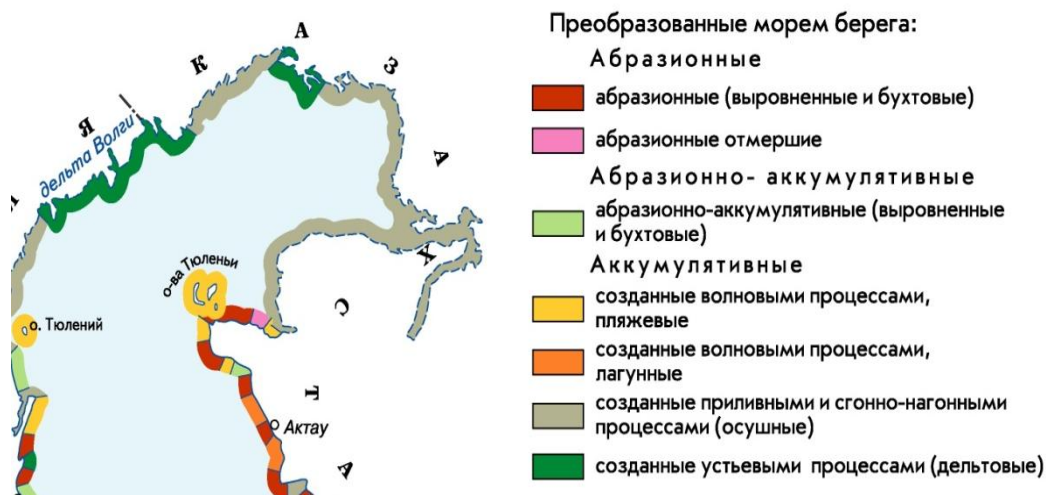 К А З А Х С Т А
Я
дельта Волги
о-ва Тюленьи
о. Тюлений
Актау
Преобразованные морем берега:
Абразионные
абразионные (выровненные и бухтовые)
абразионные отмершие
Абразионно- аккумулятивные
абразионно-аккумулятивные (выровненные
и бухтовые)
Аккумулятивные
созданные волновыми процессами,
пляжевые
созданные волновыми процессами,
лагунные
созданные приливными и сгонно-нагонными
процессами (осушные)
созданные устьевыми процессами (дельтовые)